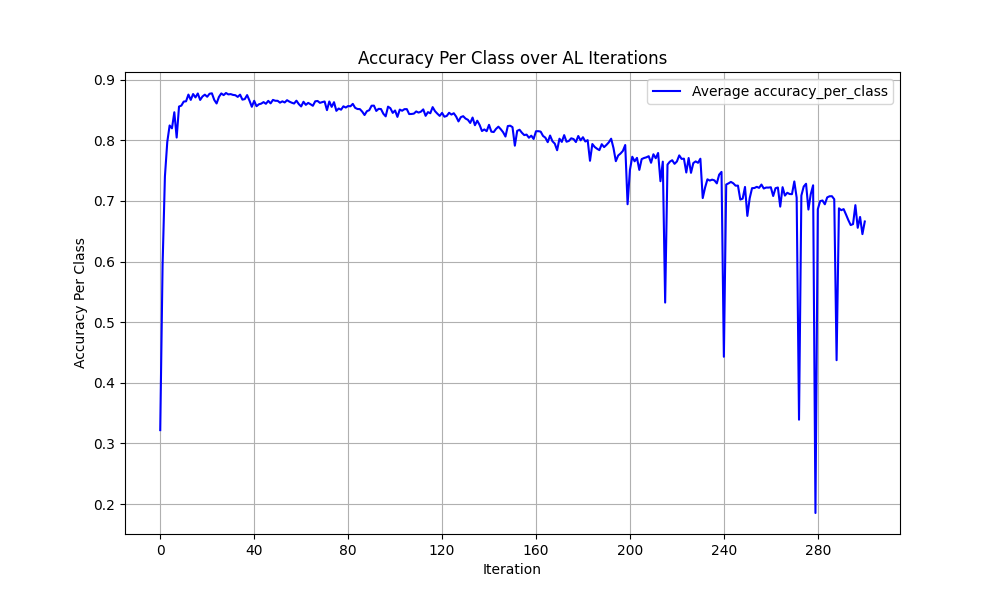 Accuracy Per Class over AL Iterations
Average accuracy_per_class
Accuracy Per Class
0.9
0.8
0.7
0.6
0.5
0.4
0.3
0.2
0 40 80 120 160 200 240 280
Iteration